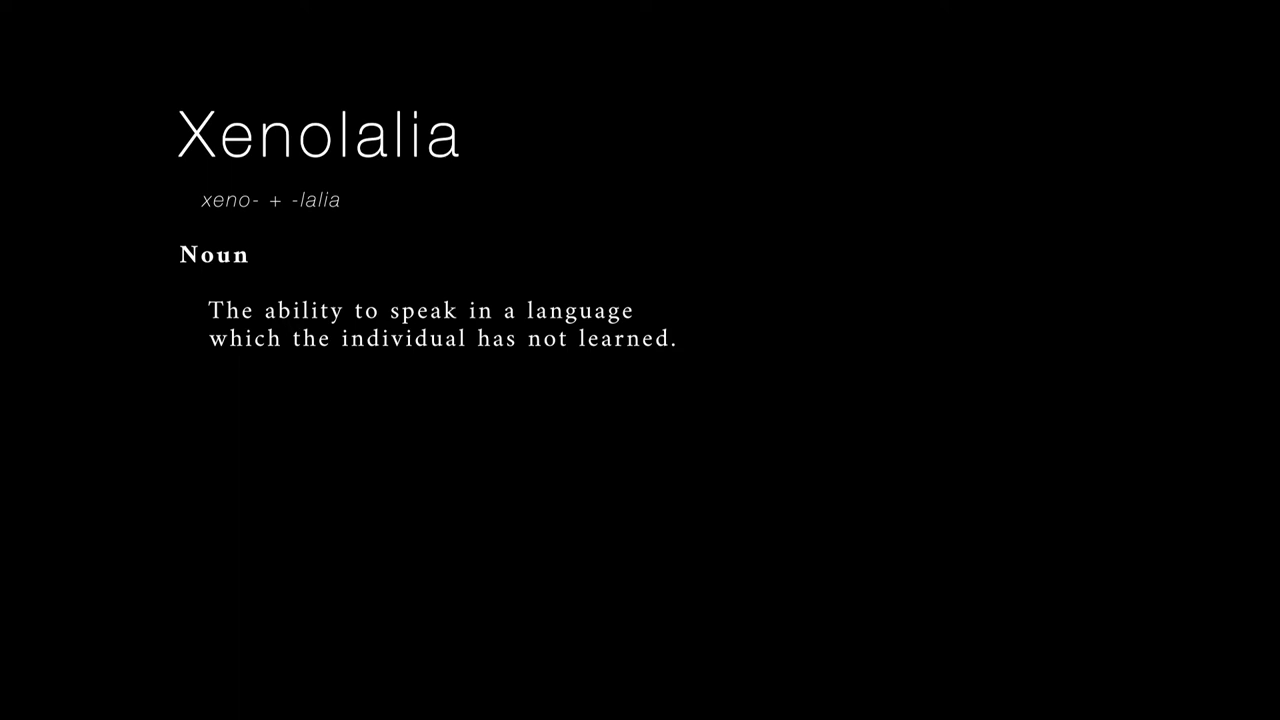 Xenolalia
xeno- + -lalia
Noun
The ability to speak in a language
which the individual has not learned.